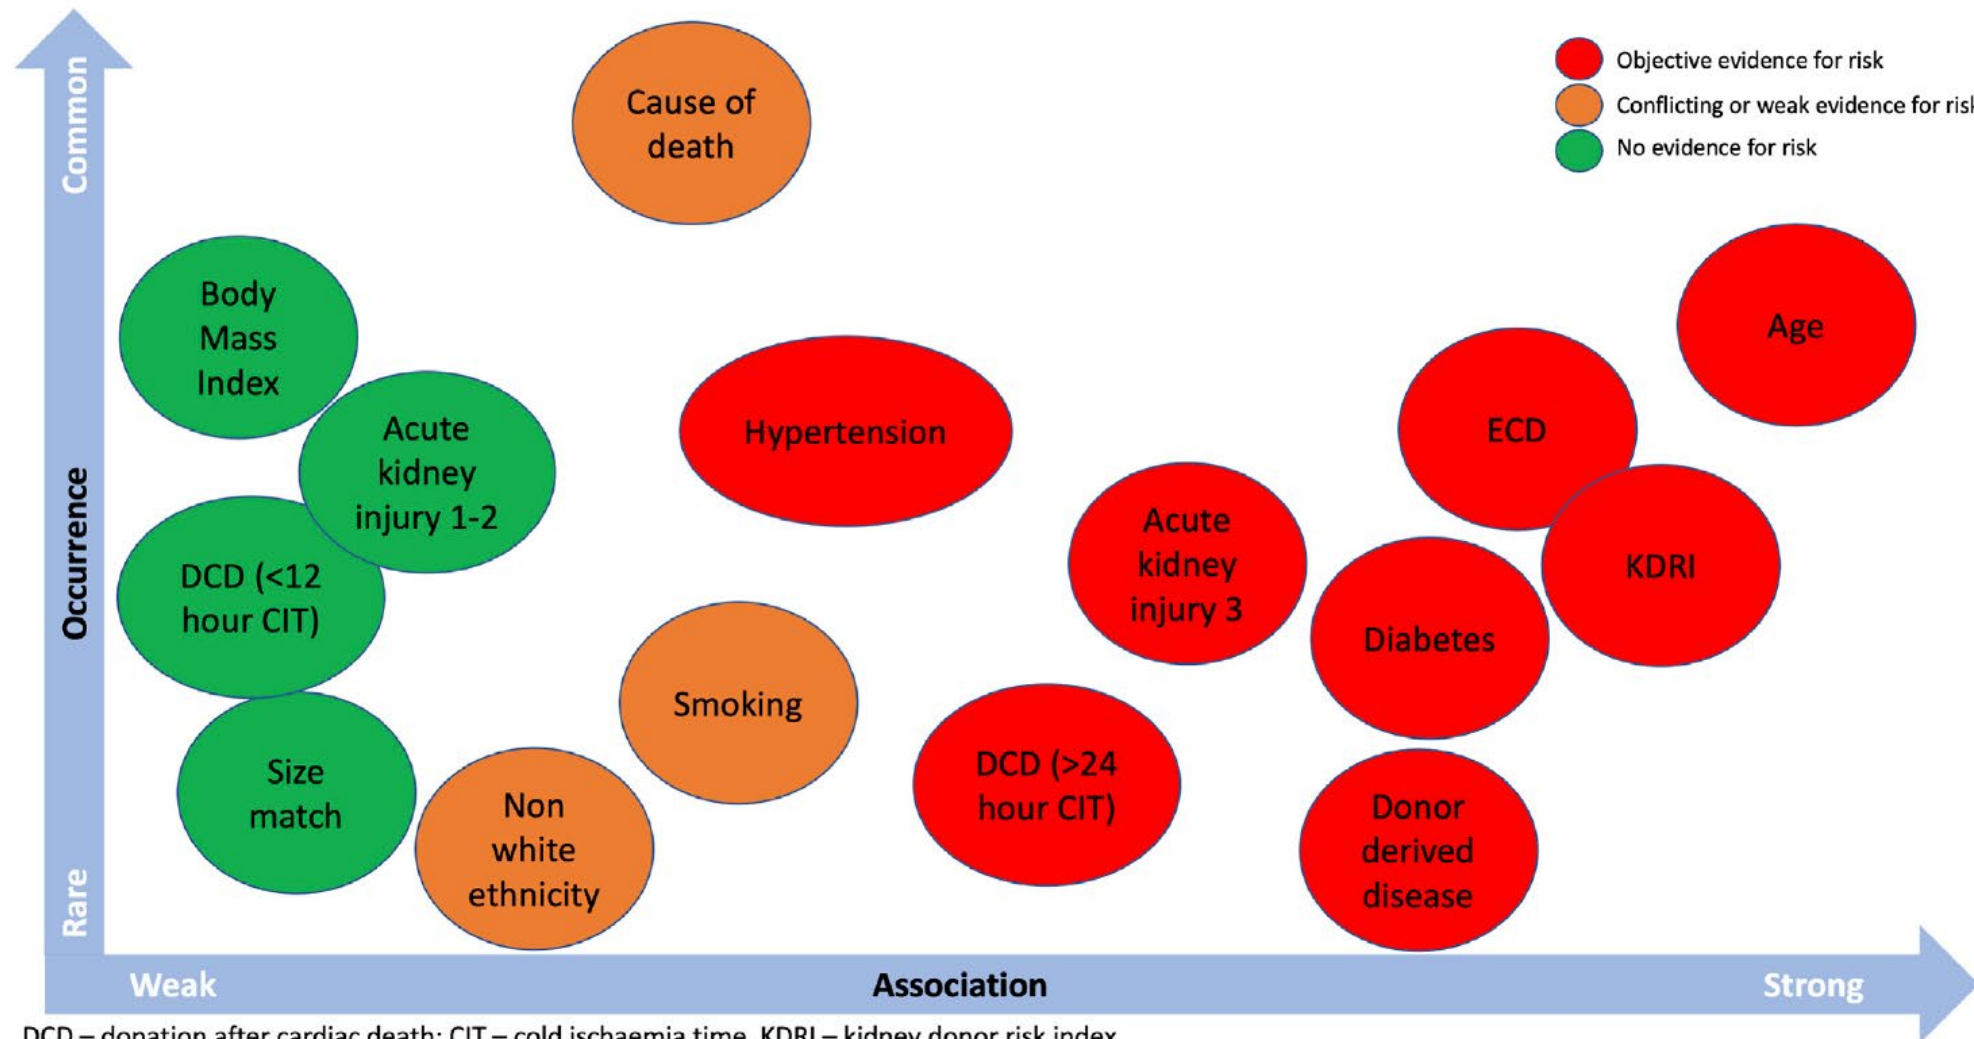 Common
Cause of
death
Objective evidence for risk
Conflicting or weak evidence for risk
No evidence for risk
Body
Mass
Index
Age
Acute
kidney
injury 1-2
Hypertension
ECD
Occurrence
DCD (<12
hour CIT)
Acute
kidney
injury 3
KDRI
Diabetes
Smoking
Size
match
DCD (>24
hour CIT)
Non
white
ethnicity
Donor
derived
disease
Rare
Weak
Association
Strong
DCD – donation after cardiac death; CIT – cold ischaemia time, KDRI – kidney donor risk index